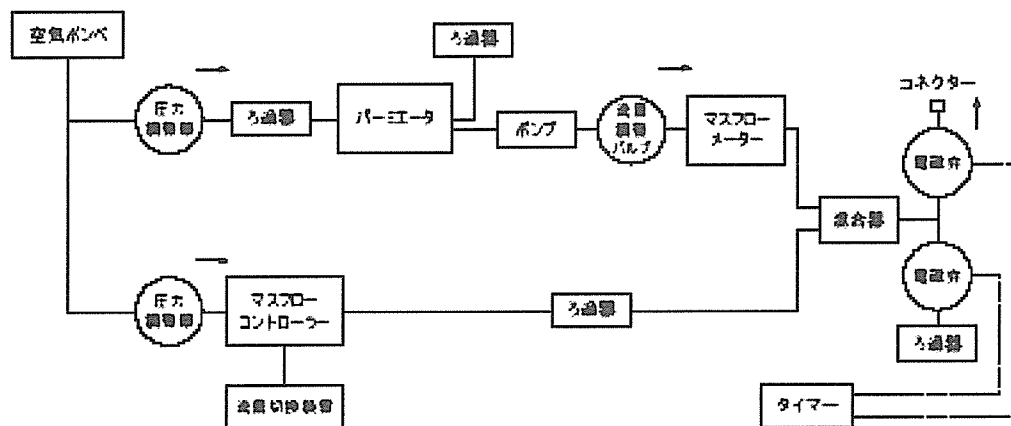 空気ボンベ
ろ過器
コネクター
圧力
調整器
ろ過器
パーミエータ
ポンプ
流量
調整
バルブ
マスフロー
メーター
電磁弁
混合器
電磁弁
圧力
調整器
マスフロー
コントローラー
ろ過器
ろ過器
流量切換装置
タイマー